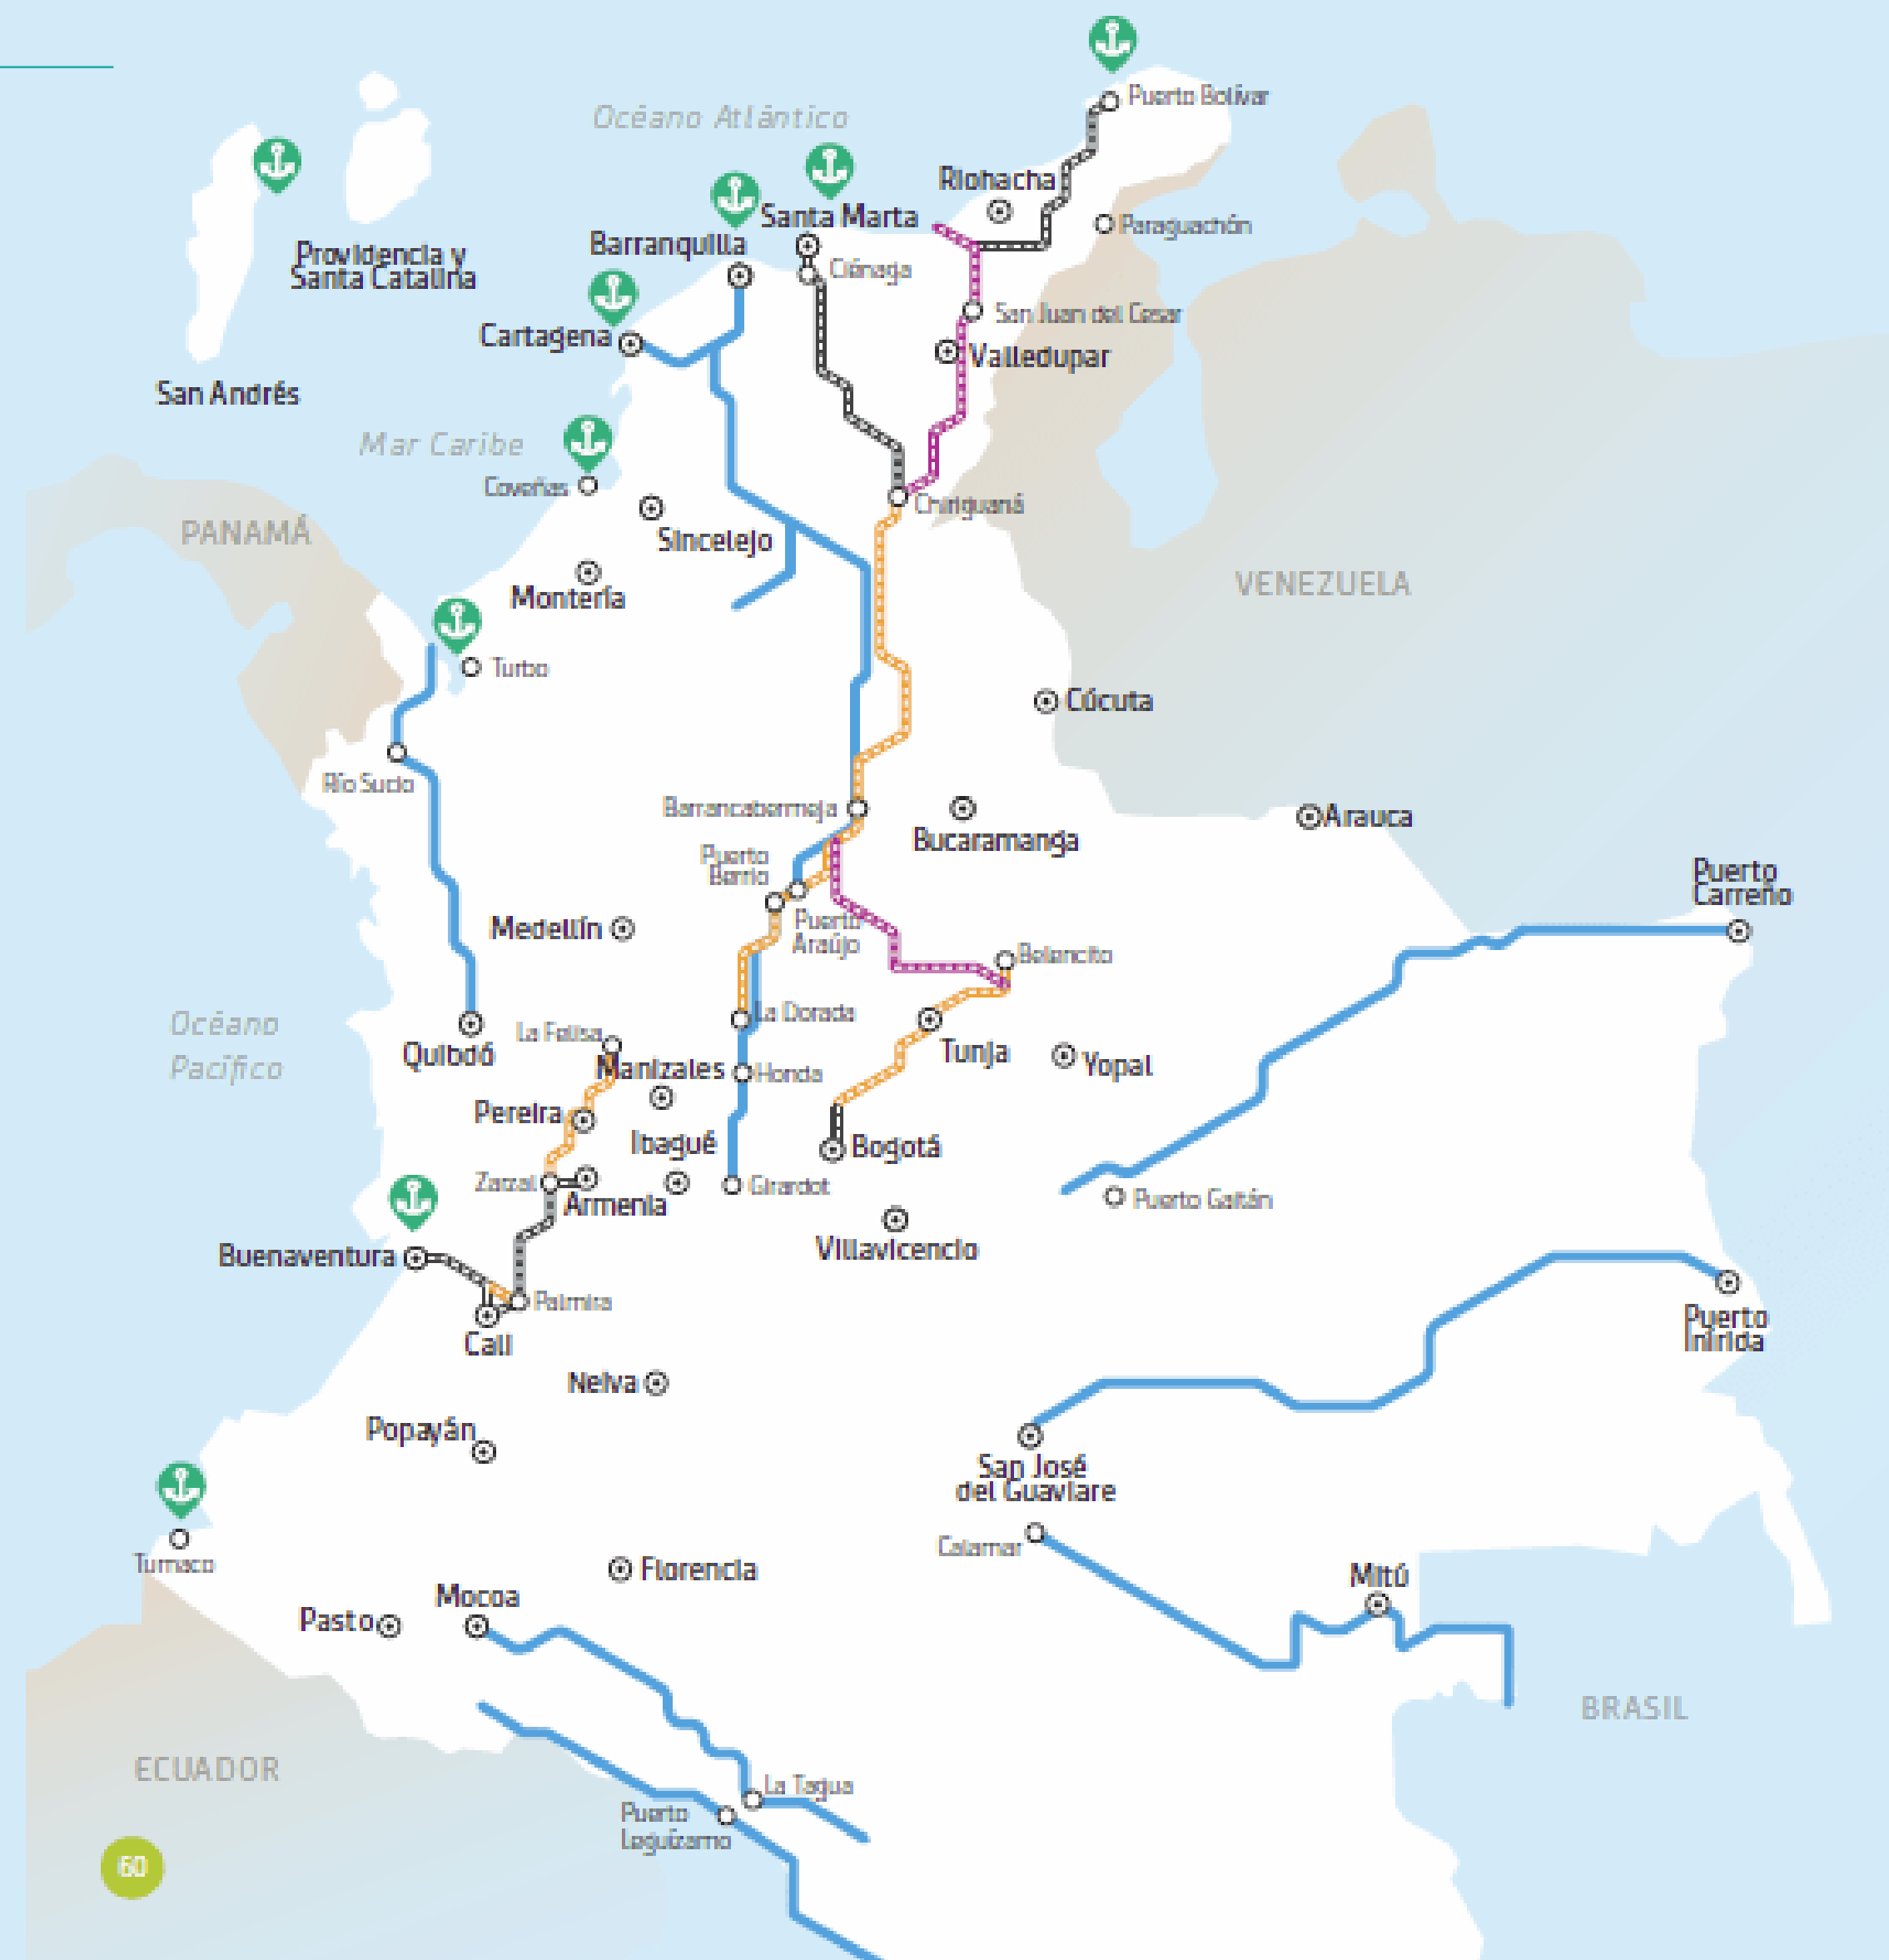 Puerto Bolívar
Océano Atlántico
Riohacha
Santa Marta
Paraguachón
Barranquilla
Providencia y
Santa Catalina
Ciénaga
San Juan del Cesar
Cartagena
Valledupar
San Andrés
Mar Caribe
Coveñas
Chiriguaná
PANAMÁ
Sincelejo
VENEZUELA
Montería
Turbo
Cúcuta
Río Sucio
Barrancabermeja
Arauca
Bucaramanga
Puerto
Berrío
Puerto
Carreño
Medellín
Puerto
Araújo
Belencito
La Dorada
Océano
Pacífico
La Felisa
Quibdó
Tunja
Yopal
Manizales
Honda
Pereira
Ibagué
Bogotá
Zarzal
Armenia
Girardot
Puerto Gaitán
Buenaventura
Villavicencio
Palmira
Puerto
Inírida
Cali
Neiva
Popayán
San José
del Guaviare
Calamar
Tumaco
Florencia
Mitú
Mocoa
Pasto
BRASIL
ECUADOR
La Tagua
Puerto
Leguízamo
60